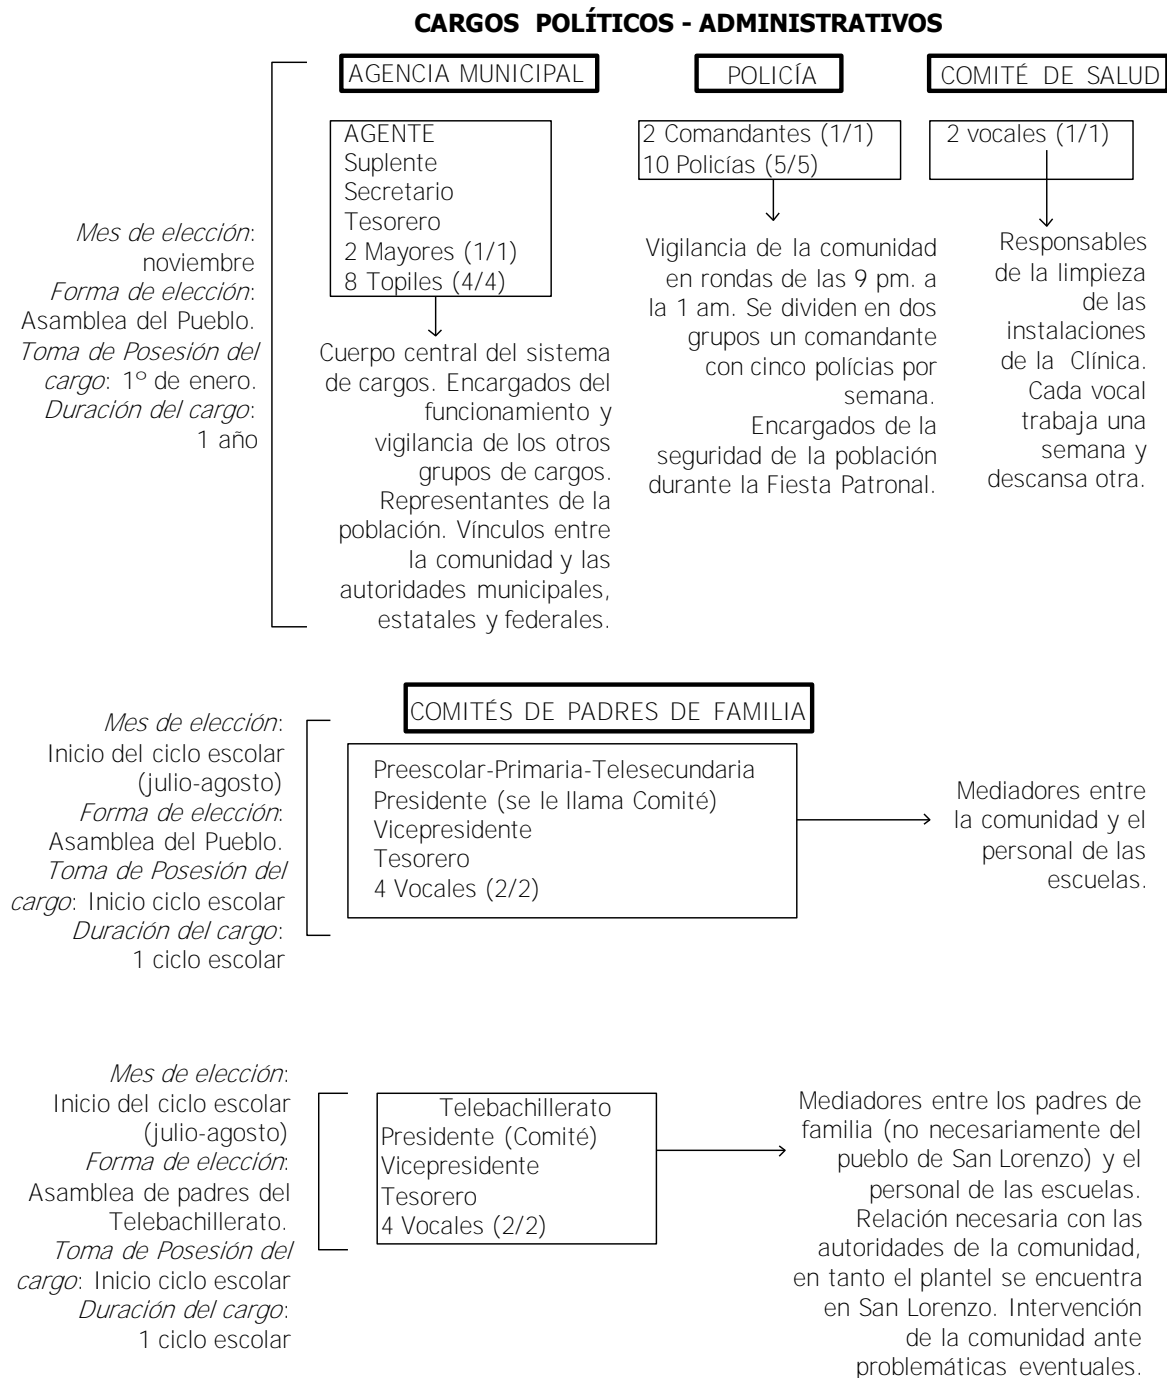 CARGOS POLÍTICOS - ADMINISTRATIVOS
AGENCIA MUNICIPAL
POLICÍA
COMITÉ DE SALUD
Mes de elección:
noviembre
Forma de elección:
Asamblea del Pueblo.
Toma de Posesión del
cargo: 1º de enero.
Duración del cargo:
1 año
AGENTE
Suplente
Secretario
Tesorero
2 Mayores (1/1)
8 Topiles (4/4)
Cuerpo central del sistema
de cargos. Encargados del
funcionamiento y
vigilancia de los otros
grupos de cargos.
Representantes de la
población. Vínculos entre
la comunidad y las
autoridades municipales,
estatales y federales.
2 Comandantes (1/1)
10 Policías (5/5)
Vigilancia de la comunidad
en rondas de las 9 pm. a
la 1 am. Se dividen en dos
grupos un comandante
con cinco polícias por
semana.
Encargados de la
seguridad de la población
durante la Fiesta Patronal.
2 vocales (1/1)
Responsables
de la limpieza
de las
instalaciones
de la Clínica.
Cada vocal
trabaja una
semana y
descansa otra.
COMITÉS DE PADRES DE FAMILIA
Mes de elección:
Inicio del ciclo escolar
(julio-agosto)
Forma de elección:
Asamblea del Pueblo.
Toma de Posesión del
cargo: Inicio ciclo escolar
Duración del cargo:
1 ciclo escolar
Preescolar-Primaria-Telesecundaria
Presidente (se le llama Comité)
Vicepresidente
Tesorero
4 Vocales (2/2)
Mediadores entre
la comunidad y el
personal de las
escuelas.
Mes de elección:
Inicio del ciclo escolar
(julio-agosto)
Forma de elección:
Asamblea de padres del
Telebachillerato.
Toma de Posesión del
cargo: Inicio ciclo escolar
Duración del cargo:
1 ciclo escolar
Telebachillerato
Presidente (Comité)
Vicepresidente
Tesorero
4 Vocales (2/2)
Mediadores entre los padres de
familia (no necesariamente del
pueblo de San Lorenzo) y el
personal de las escuelas.
Relación necesaria con las
autoridades de la comunidad,
en tanto el plantel se encuentra
en San Lorenzo. Intervención
de la comunidad ante
problemáticas eventuales.